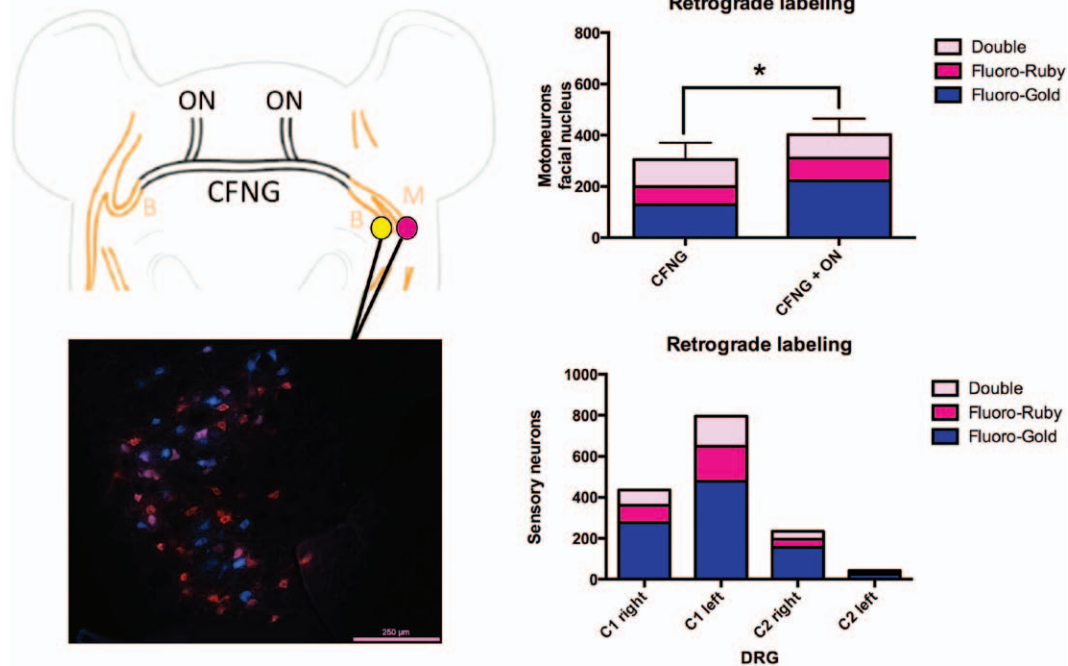 Retrograde labeling
ON ON
CFNG
B
B
M
250 µm
800
600
400
200
0
Motoneurons
facial nucleus
*
CFNG
CFNG + ON
Double
Fluoro-Ruby
Fluoro-Gold
Retrograde labeling
1000
800
600
400
200
0
Sensory neurons
C1 right
C1 left
C2 right
C2 left
DRG
Double
Fluoro-Ruby
Fluoro-Gold